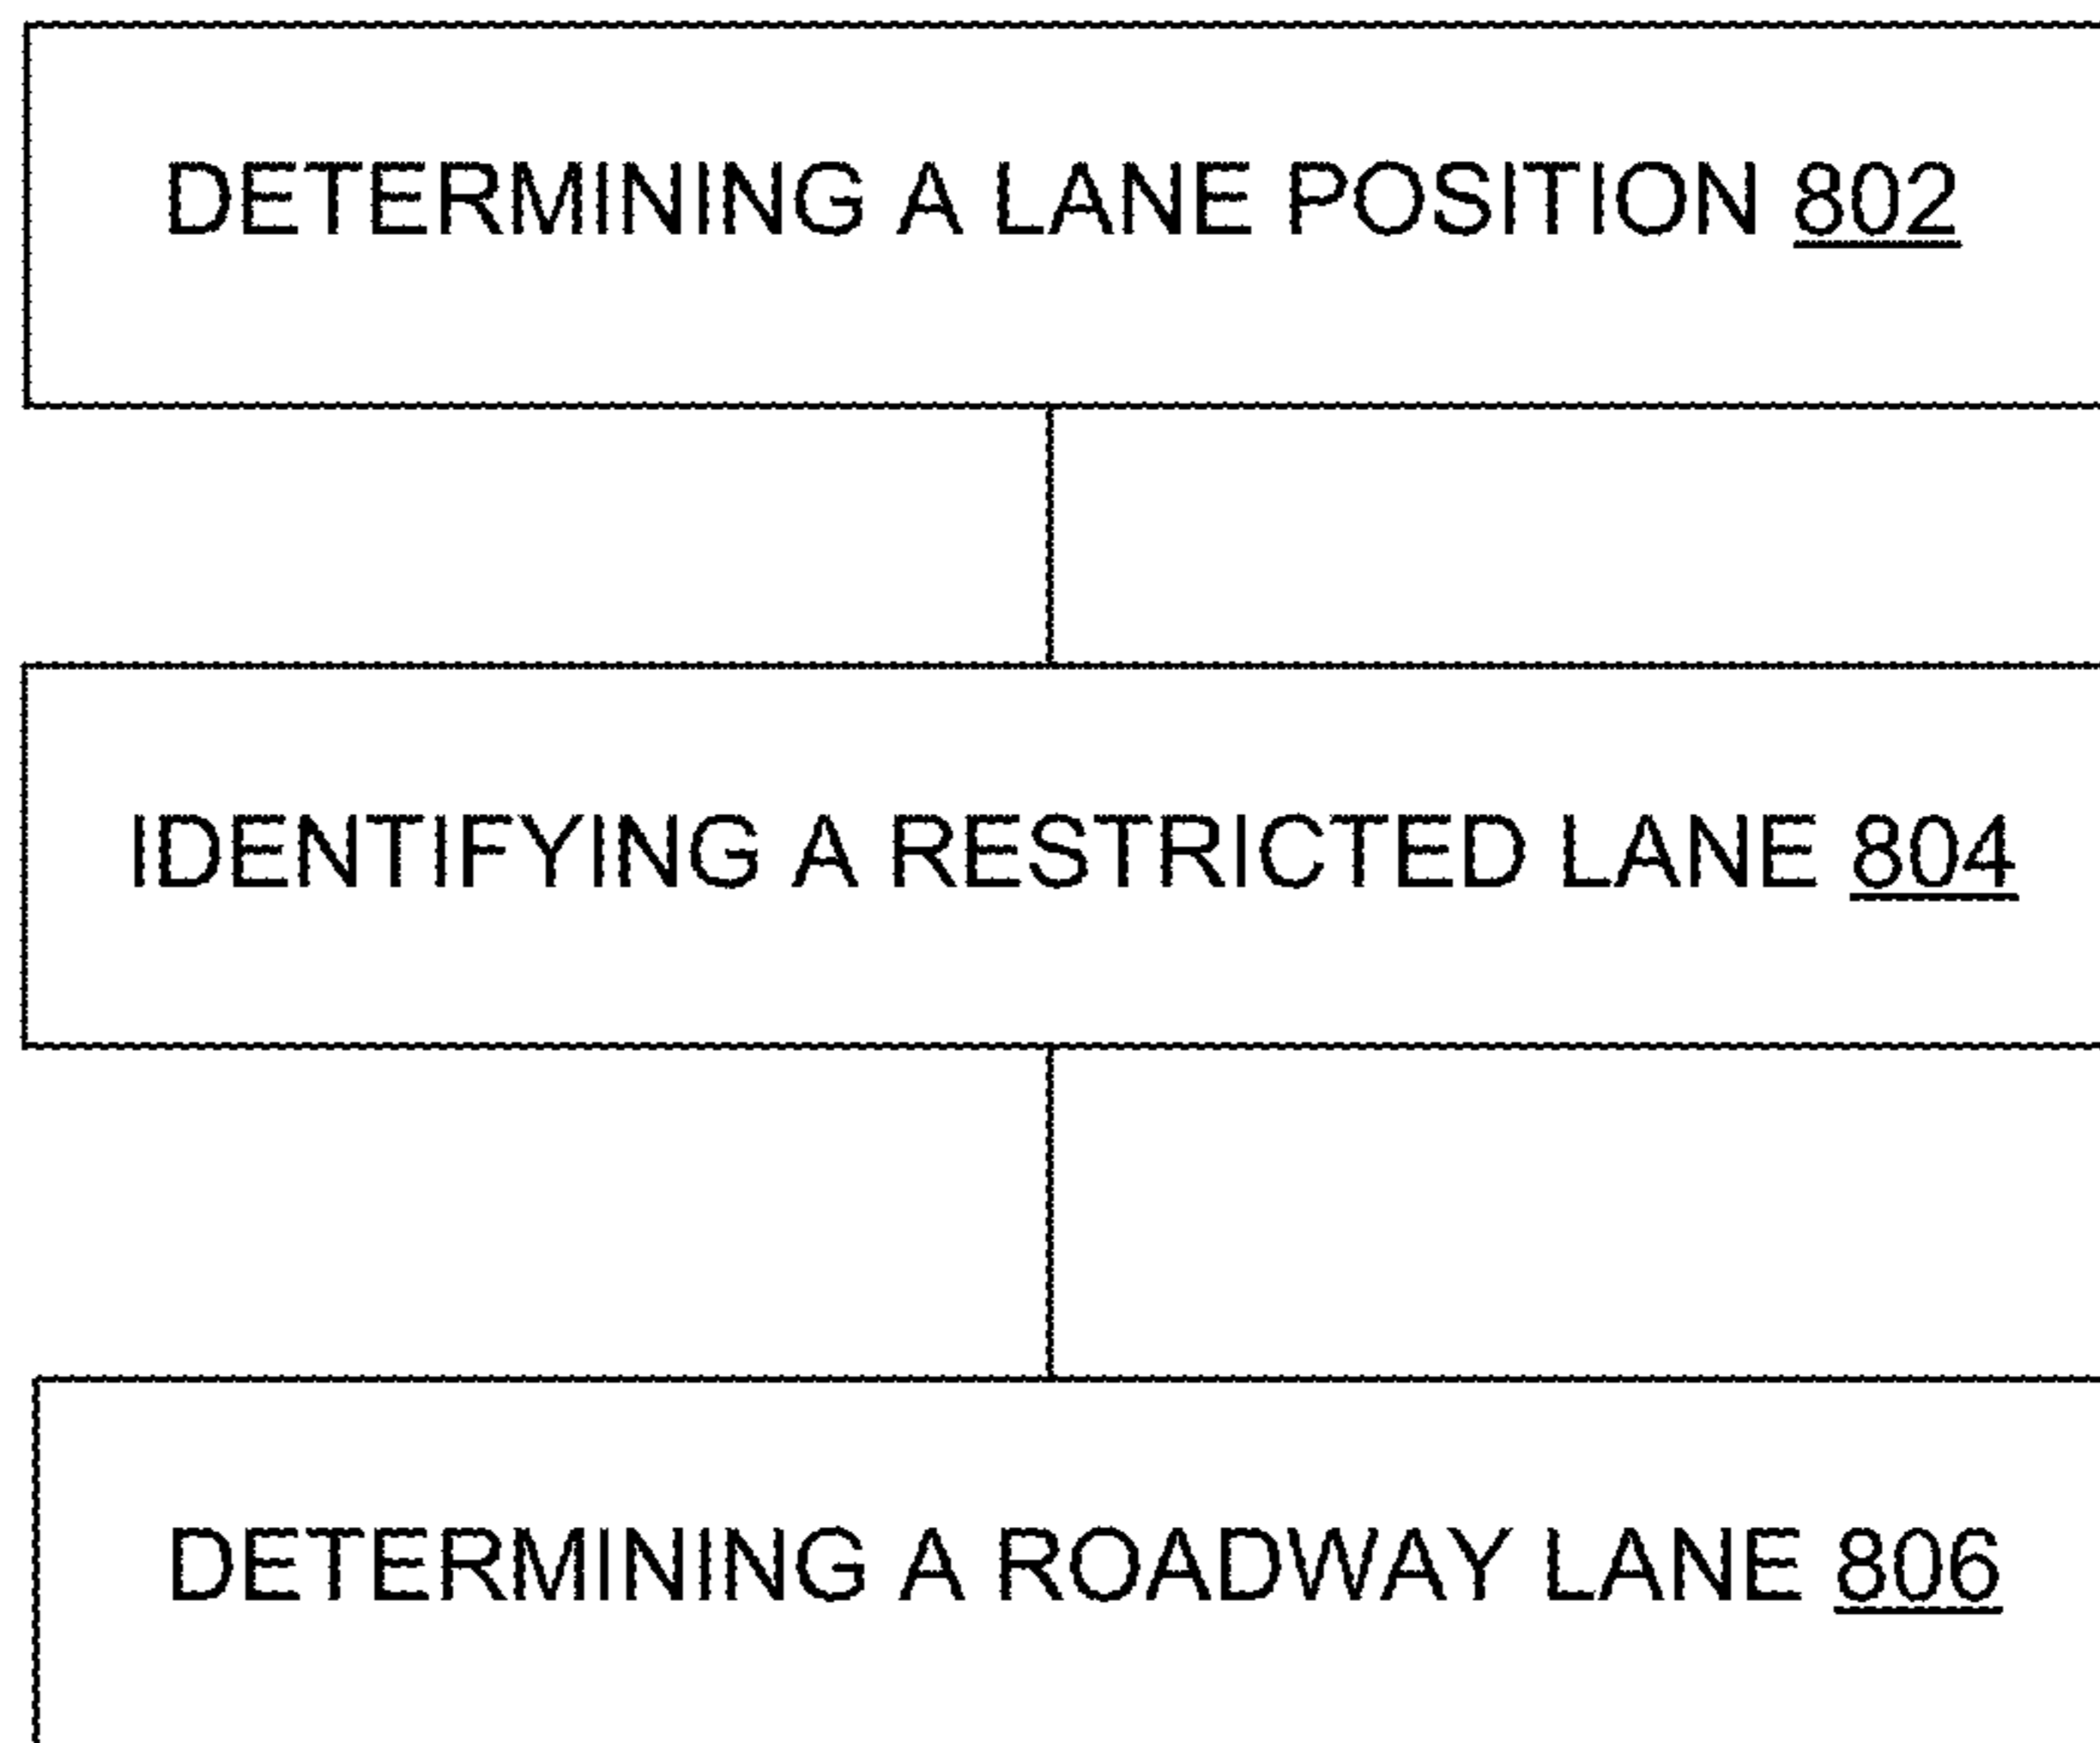 DETERMINING A LANE POSITION 802
IDENTIFYING A RESTRICTED LANE 804
DETERMINING A ROADWAY LANE 806